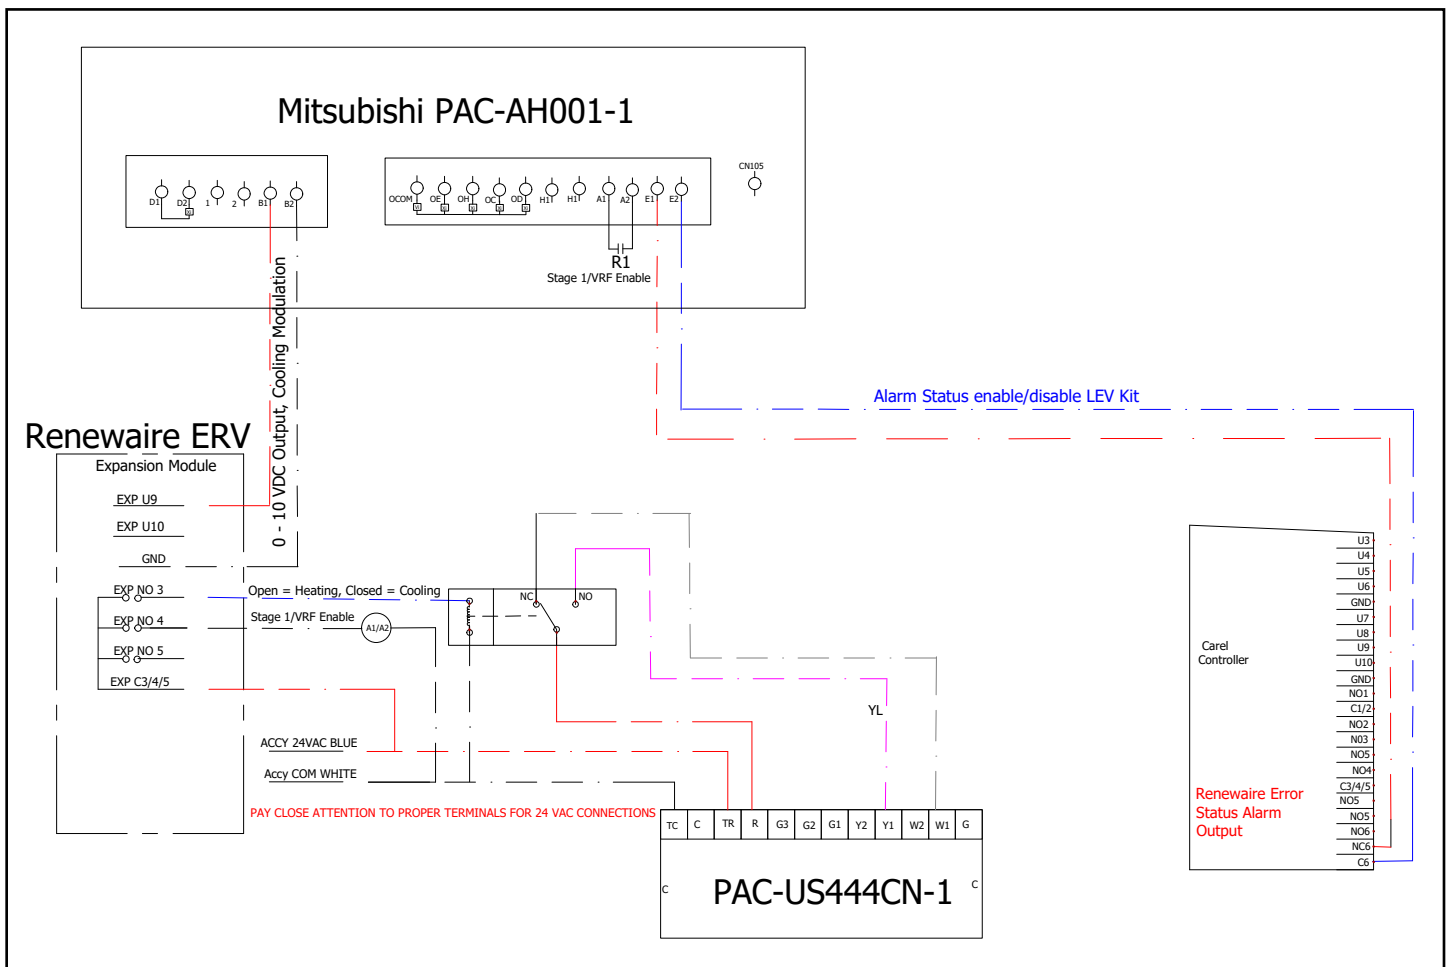 Mitsubishi PAC-AH001-1
CN105
D1 D2 1 2 B1 B2
OCOM OE OH OC OD H1 H1 A1 A2 E1 E2
R1
Stage 1/VRF Enable
0 - 10 VDC Output, Cooling Modulation
Alarm Status enable/disable LEV Kit
Renewaire ERV
Expansion Module
EXP U9
EXP U10
GND
EXP NO 3
Open = Heating, Closed = Cooling
EXP NO 4
Stage 1/VRF Enable
A1/A2
EXP NO 5
EXP C3/4/5
NC NO
ACCY 24VAC BLUE
Accy COM WHITE
PAY CLOSE ATTENTION TO PROPER TERMINALS FOR 24 VAC CONNECTIONS
YL
TC C TR R G3 G2 G1 Y2 Y1 W2 W1 G
C PAC-US444CN-1 C
Carel
Controller
Renewaire Error
Status Alarm
Output
U3
U4
U5
U6
GND
U7
U8
U9
U10
GND
NO1
C1/2
NO2
N03
NO5
NO4
C3/4/5
NO5
NO5
NO6
NC6
C6